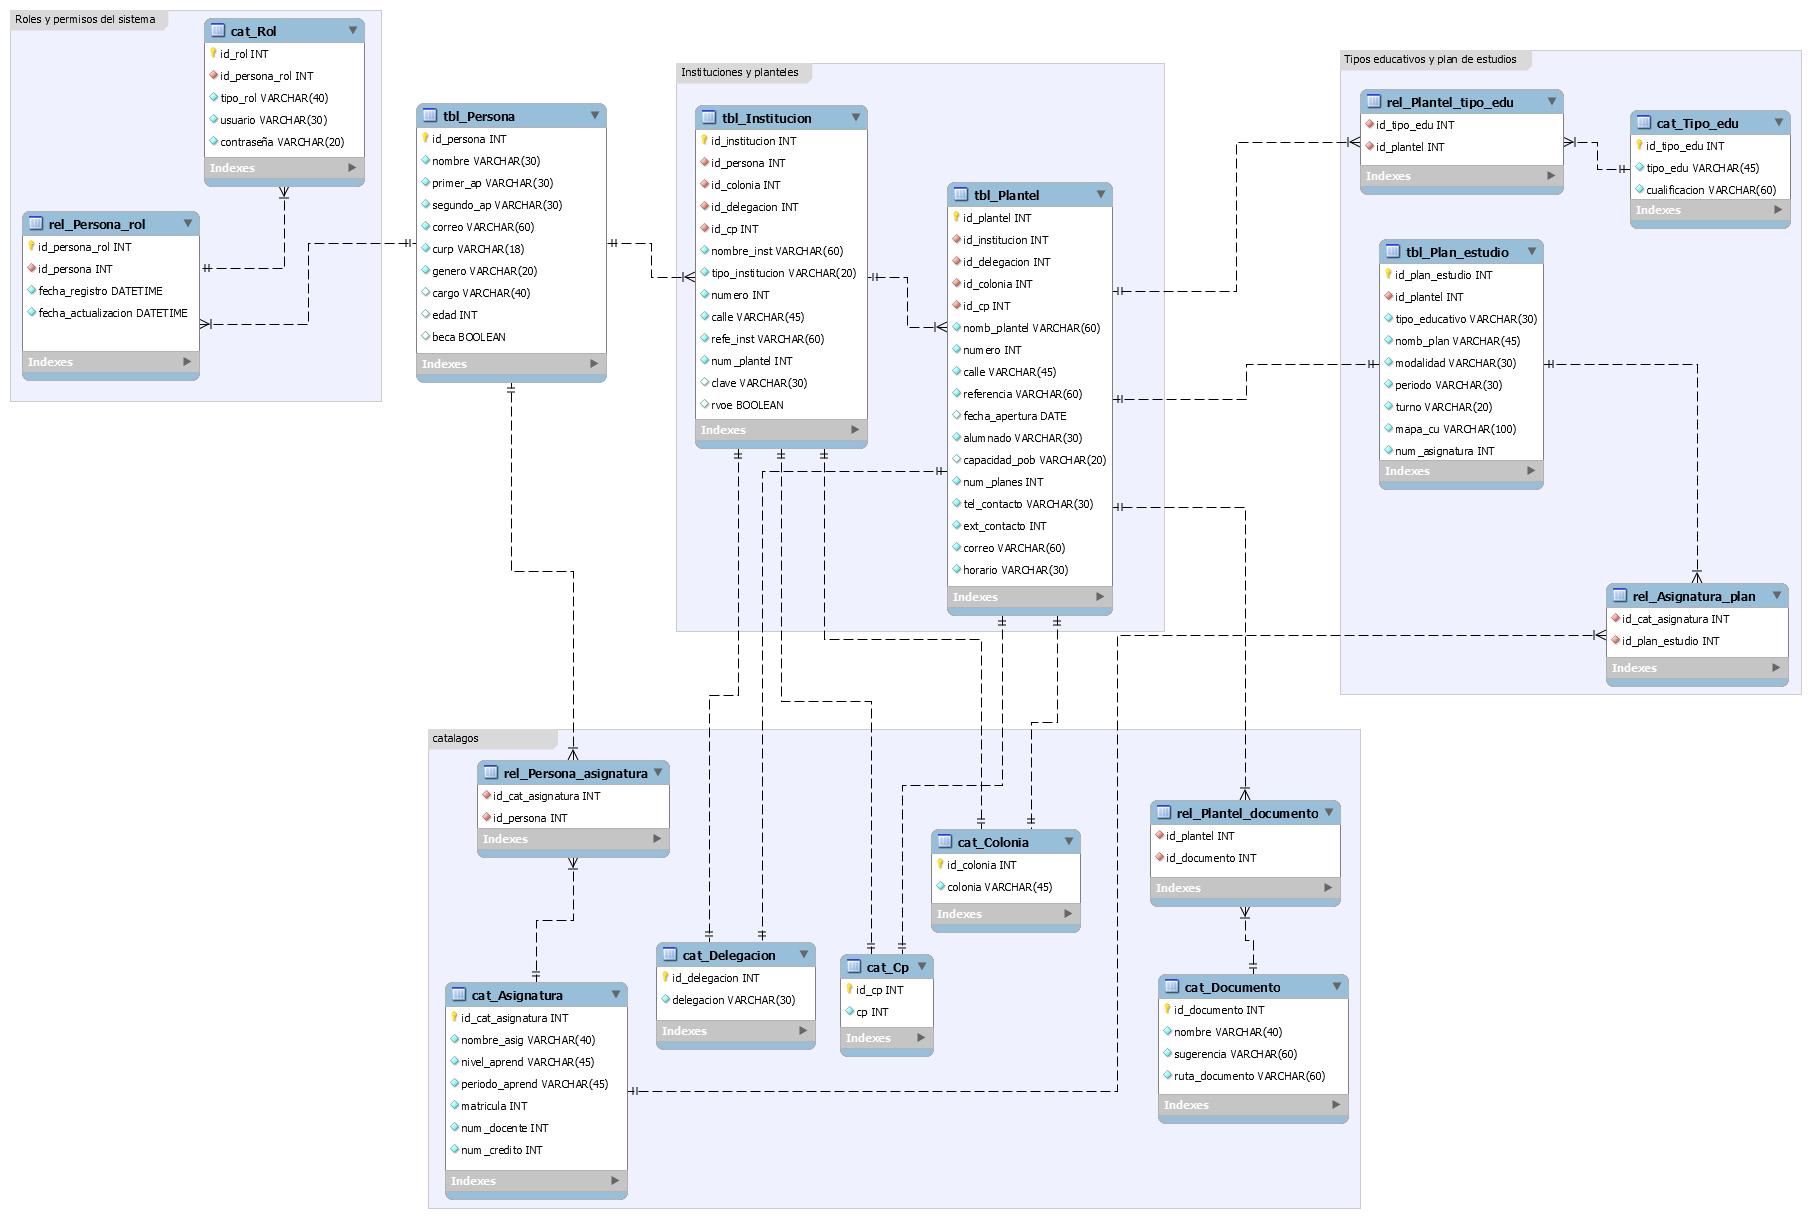 Roles y permisos del sistema
cat_Rol
id_rol INT
id_persona_rol INT
tipo_rol VARCHAR(40)
usuario VARCHAR(30)
contraseña VARCHAR(20)
Indexes
rel_Persona_rol
id_persona_rol INT
id_persona INT
fecha_registro DATETIME
fecha_actualizacion DATETIME
Indexes
tbl_Persona
id_persona INT
nombre VARCHAR(30)
primer_ap VARCHAR(30)
segundo_ap VARCHAR(30)
correo VARCHAR(60)
curp VARCHAR(18)
genero VARCHAR(20)
cargo VARCHAR(40)
edad INT
beca BOOLEAN
Indexes
Instituciones y planteles
tbl_Institucion
id_institucion INT
id_persona INT
id_colonia INT
id_delegacion INT
id_cp INT
nombre_inst VARCHAR(60)
tipo_institucion VARCHAR(20)
numero INT
calle VARCHAR(45)
refe_inst VARCHAR(60)
num_plantel INT
clave VARCHAR(30)
rvoe BOOLEAN
Indexes
tbl_Plantel
id_plantel INT
id_institucion INT
id_delegacion INT
id_colonia INT
id_cp INT
nomb_plantel VARCHAR(60)
numero INT
calle VARCHAR(45)
referencia VARCHAR(60)
fecha_apertura DATE
alumnado VARCHAR(30)
capacidad_pob VARCHAR(20)
num_planes INT
tel_contacto VARCHAR(30)
ext_contacto INT
correo VARCHAR(60)
horario VARCHAR(30)
Indexes
Tipos educativos y plan de estudios
rel_Plantel_tipo_edu
id_tipo_edu INT
id_plantel INT
Indexes
cat_Tipo_edu
id_tipo_edu INT
tipo_edu VARCHAR(45)
cualificacion VARCHAR(60)
Indexes
tbl_Plan_estudio
id_plan_estudio INT
id_plantel INT
tipo_educativo VARCHAR(30)
nomb_plan VARCHAR(45)
modalidad VARCHAR(30)
periodo VARCHAR(30)
turno VARCHAR(20)
mapa_cu VARCHAR(100)
num_asignatura INT
Indexes
rel_Asignatura_plan
id_cat_asignatura INT
id_plan_estudio INT
Indexes
catalagos
rel_Persona_asignatura
id_cat_asignatura INT
id_persona INT
Indexes
cat_Asignatura
id_cat_asignatura INT
nombre_asig VARCHAR(40)
nivel_aprend VARCHAR(45)
periodo_aprend VARCHAR(45)
matricula INT
num_docente INT
num_credito INT
Indexes
cat_Delegacion
id_delegacion INT
delegacion VARCHAR(30)
Indexes
cat_Cp
id_cp INT
cp INT
Indexes
cat_Colonia
id_colonia INT
colonia VARCHAR(45)
Indexes
rel_Plantel_documento
id_plantel INT
id_documento INT
Indexes
cat_Documento
id_documento INT
nombre VARCHAR(40)
sugerencia VARCHAR(60)
ruta_documento VARCHAR(60)
Indexes